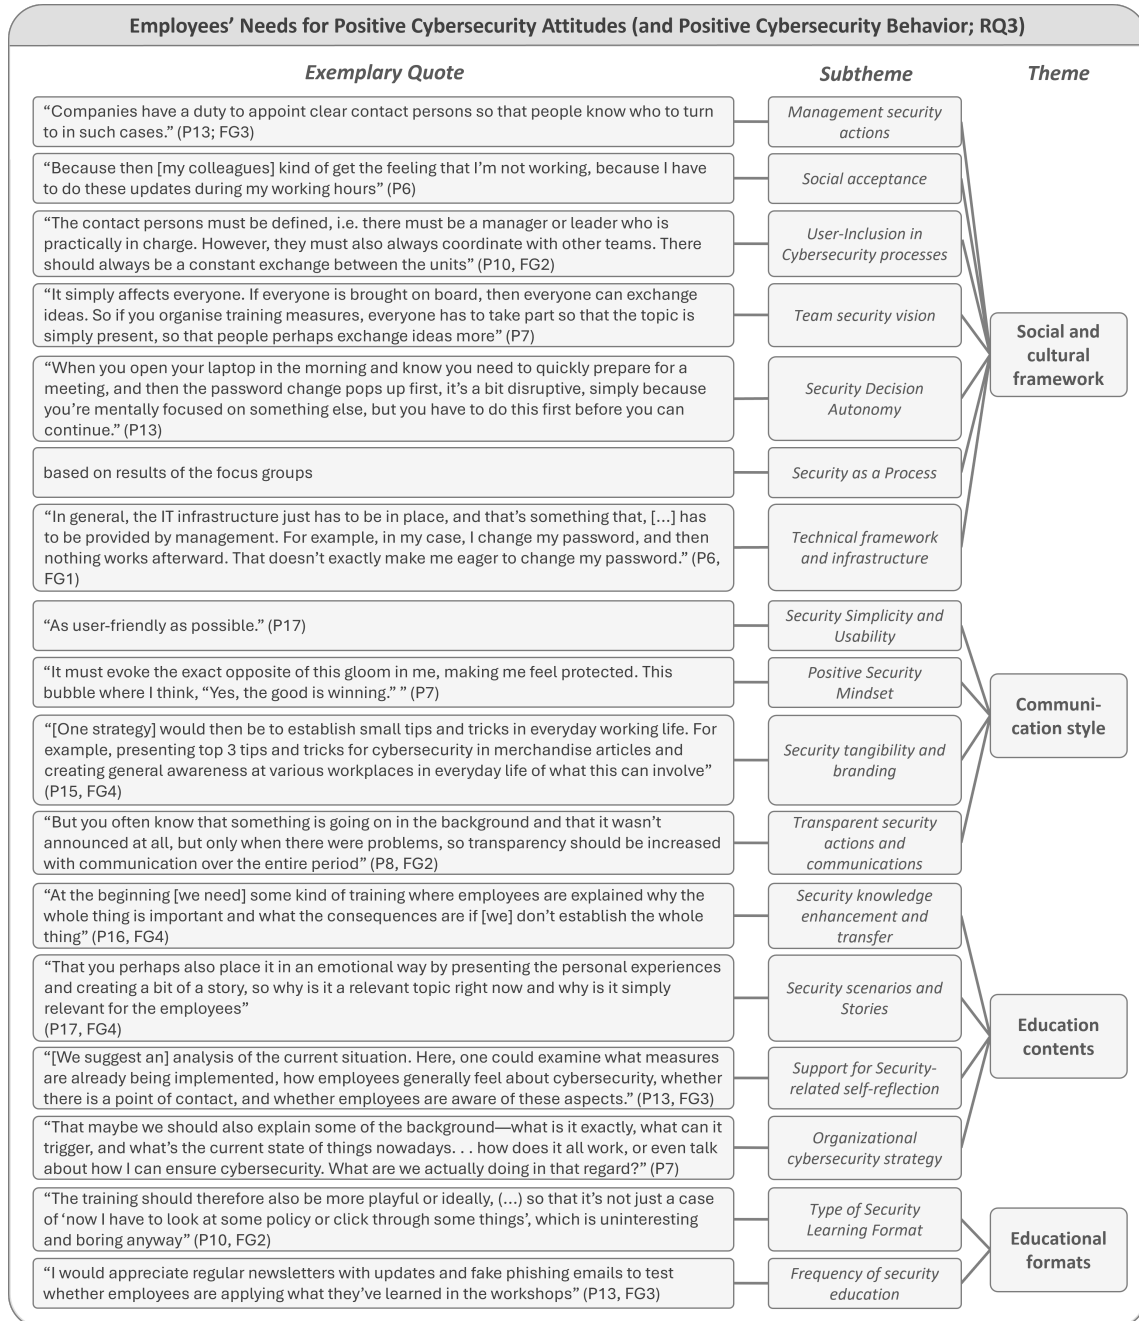 Employees’ Needs for Positive Cybersecurity Attitudes (and Positive Cybersecurity Behavior; RQ3)
Exemplary Quote
Subtheme
Theme
“Companies have a duty to appoint clear contact persons so that people know who to turn
to in such cases.” (P13; FG3)
Management security
actions
“Because then [my colleagues] kind of get the feeling that I’m not working, because I have
to do these updates during my working hours” (P6)
Social acceptance
“The contact persons must be defined, i.e. there must be a manager or leader who is
practically in charge. However, they must also always coordinate with other teams. There
should always be a constant exchange between the units” (P10, FG2)
User-Inclusion in
Cybersecurity processes
“It simply affects everyone. If everyone is brought on board, then everyone can exchange
ideas. So if you organise training measures, everyone has to take part so that the topic is
simply present, so that people perhaps exchange ideas more” (P7)
Team security vision
“When you open your laptop in the morning and know you need to quickly prepare for a
meeting, and then the password change pops up first, it’s a bit disruptive, simply because
you’re mentally focused on something else, but you have to do this first before you can
continue.” (P13)
Security Decision
Autonomy
based on results of the focus groups
Security as a Process
“In general, the IT infrastructure just has to be in place, and that’s something that, [...] has
to be provided by management. For example, in my case, I change my password, and then
nothing works afterward. That doesn’t exactly make me eager to change my password.” (P6,
FG1)
Technical framework
and infrastructure
Social and
cultural
framework
“As user-friendly as possible.” (P17)
Security Simplicity and
Usability
“It must evoke the exact opposite of this gloom in me, making me feel protected. This
bubble where I think, “Yes, the good is winning.” ” (P7)
Positive Security
Mindset
“[One strategy] would then be to establish small tips and tricks in everyday working life. For
example, presenting top 3 tips and tricks for cybersecurity in merchandise articles and
creating general awareness at various workplaces in everyday life of what this can involve”
(P15, FG4)
Security tangibility and
branding
“But you often know that something is going on in the background and that it wasn’t
announced at all, but only when there were problems, so transparency should be increased
with communication over the entire period” (P8, FG2)
Transparent security
actions and
communications
Communi-
cation style
“At the beginning [we need] some kind of training where employees are explained why the
whole thing is important and what the consequences are if [we] don’t establish the whole
thing” (P16, FG4)
Security knowledge
enhancement and
transfer
“That you perhaps also place it in an emotional way by presenting the personal experiences
and creating a bit of a story, so why is it a relevant topic right now and why is it simply
relevant for the employees”
(P17, FG4)
Security scenarios and
Stories
“[We suggest an] analysis of the current situation. Here, one could examine what measures
are already being implemented, how employees generally feel about cybersecurity, whether
there is a point of contact, and whether employees are aware of these aspects.” (P13, FG3)
Support for Security-
related self-reflection
“That maybe we should also explain some of the background—what is it exactly, what can it
trigger, and what’s the current state of things nowadays. . . how does it all work, or even talk
about how I can ensure cybersecurity. What are we actually doing in that regard?” (P7)
Organizational
cybersecurity strategy
Education
contents
“The training should therefore also be more playful or ideally, (...) so that it’s not just a case
of ‘now I have to look at some policy or click through some things’, which is uninteresting
and boring anyway” (P10, FG2)
Type of Security
Learning Format
“I would appreciate regular newsletters with updates and fake phishing emails to test
whether employees are applying what they’ve learned in the workshops” (P13, FG3)
Frequency of security
education
Educational
formats